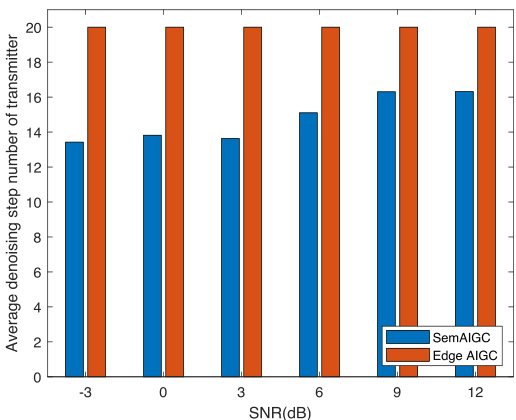 Average denoising step number of transmitter
20
18
16
14
12
10
8
6
4
2
0
-3 0 3 6 9 12
SNR(dB)
SemAIGC
Edge AIGC